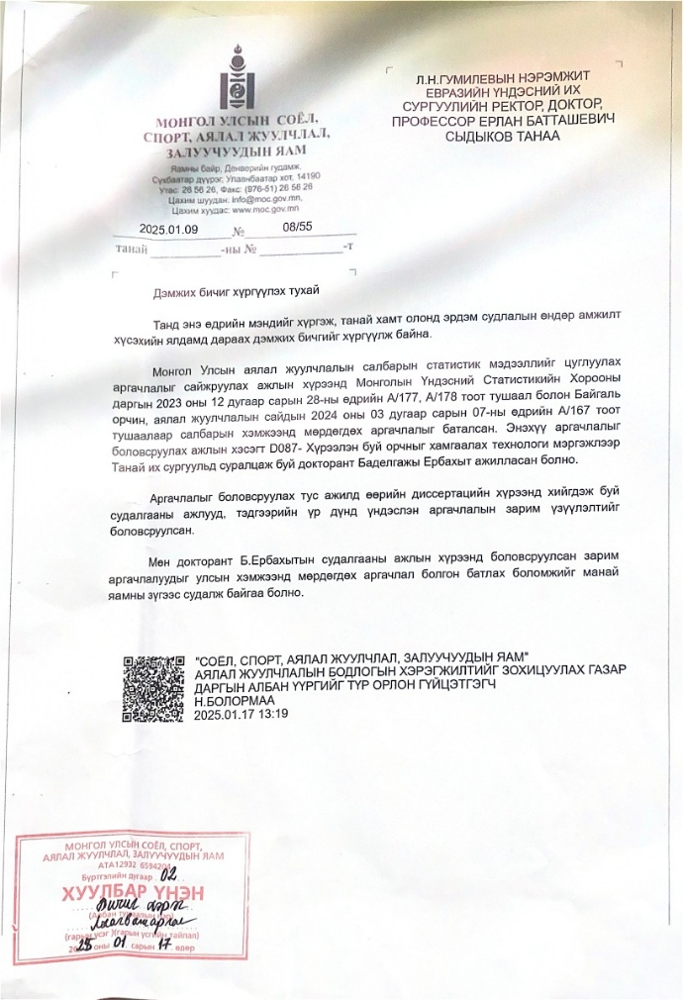 МОНГОЛ УЛСЫН СОЁЛ,
СПОРТ, АЯЛАЛ ЖУУЛЧЛАЛ,
ЗАЛУУЧУУДЫН ЯАМ
Яамны байр, Денверийн гудамж,
Сүхбаатар дүүрэг, Улаанбаатар хот, 14190
Утас: 26 56 26, Факс: (976-51) 26 56 26
Цахим шуудан: info@moc.gov.mn,
Цахим хуудас: www.moc.gov.mn
2025.01.09 № 08/55
танай ____________-ны № ______________-т
Л.Н.ГУМИЛЕВЫН НЭРЭМЖИТ
ЕВРАЗИЙН ҮНДЭСНИЙ ИХ
СУРГУУЛИЙН РЕКТОР, ДОКТОР,
ПРОФЕССОР ЕРЛАН БАТТАШЕВИЧ
СЫДЫКОВ ТАНАА
Дэмжих бичиг хүргүүлэх тухай
Танд энэ өдрийн мэндийг хүргэж, танай хамт олонд эрдэм судлалын өндөр амжилт
хүсэхийн ялдамд дараах дэмжих бичгийг хүргүүлж байна.
Монгол Улсын аялал жуулчлалын салбарын статистик мэдээллийг цуглуулах
аргачлалыг сайжруулах ажлын хүрээнд Монголын Үндэсний Статистикийн Хорооны
даргын 2023 оны 12 дугаар сарын 28-ны өдрийн А/177, А/178 тоот тушаал болон Байгаль
орчин, аялал жуулчлалын сайдын 2024 оны 03 дугаар сарын 07-ны өдрийн А/167 тоот
тушаалаар салбарын хэмжээнд мөрдөгдөх аргачлалыг баталсан. Энэхүү аргачлалыг
боловсруулах ажлын хэсэгт D087- Хүрээлэн буй орчныг хамгаалах технологи мэргэжлээр
Танай их сургуульд суралцаж буй докторант Баделгажы Ербахыт ажилласан болно.
Аргачлалыг боловсруулах тус ажилд өөрийн диссертацийн хүрээнд хийгдэж буй
судалгааны ажлууд, тэдгээрийн үр дүнд үндэслэн аргачлалын зарим үзүүлэлтийг
боловсруулсан.
Мөн докторант Б.Ербахытын судалгааны ажлын хүрээнд боловсруулсан зарим
аргачлалуудыг улсын хэмжээнд мөрдөгдөх аргачлал болгон батлах боломжийг манай
яамны зүгээс судалж байгаа болно.
"СОЁЛ, СПОРТ, АЯЛАЛ ЖУУЛЧЛАЛ, ЗАЛУУЧУУДЫН ЯАМ"
АЯЛАЛ ЖУУЛЧЛАЛЫН БОДЛОГЫН ХЭРЭГЖИЛТИЙГ ЗОХИЦУУЛАХ ГАЗАР
ДАРГЫН АЛБАН ҮҮРГИЙГ ТҮР ОРЛОН ГҮЙЦЭТГЭГЧ
Н.БОЛОРМАА
2025.01.17 13:19
МОНГОЛ УЛСЫН СОЁЛ, СПОРТ,
АЯЛАЛ ЖУУЛЧЛАЛ, ЗАЛУУЧУУДЫН ЯАМ
АТА12932 6594204
Бүртгэлийн дугаар 02
ХУУЛБАР ҮНЭН
Бичиг хэрэг
(Албан тушаалын нэр)
(гарын үсэг )(гарын үсгийн тайлал)
2025 оны 01 сарын 17 өдөр